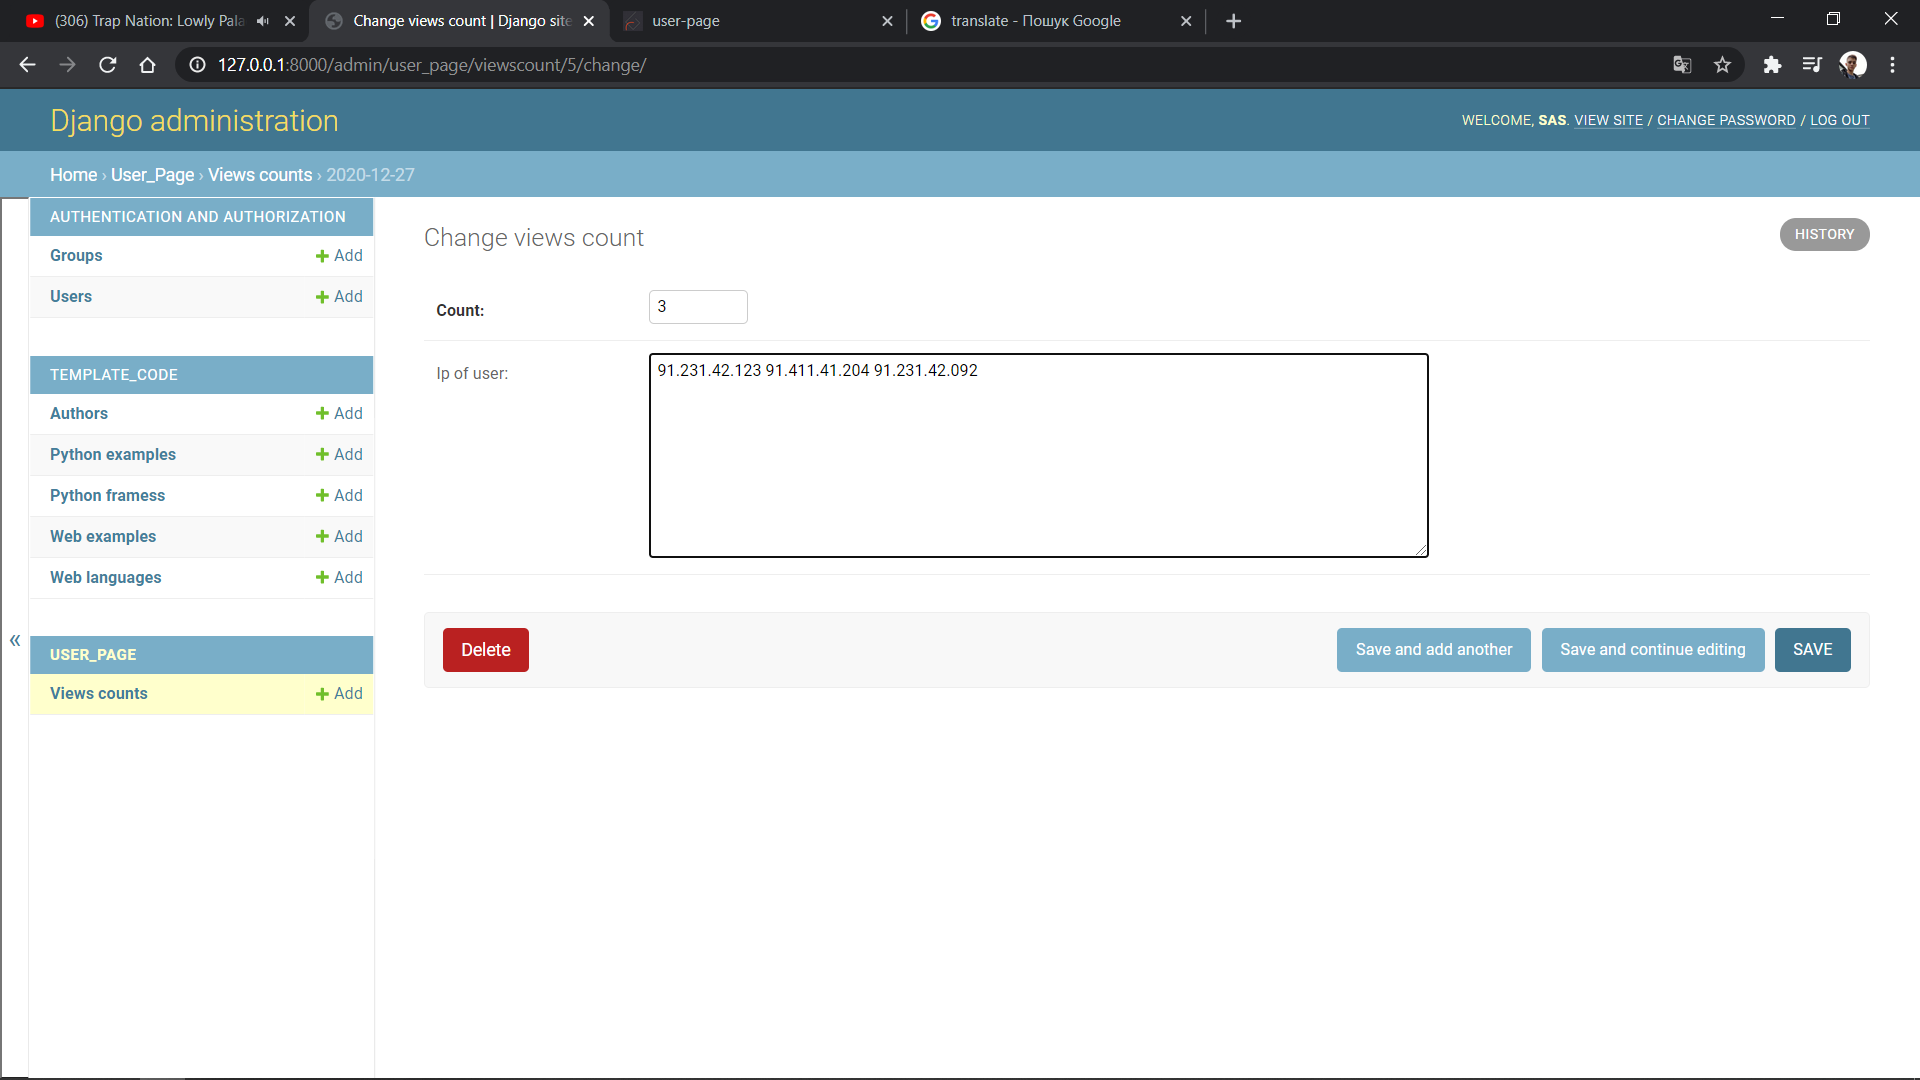 (306) Trap Nation: Lowly Pala
Change views count | Django site
user-page
translate - Пошук Google
127.0.0.1:8000/admin/user_page/viewscount/5/change/
Django administration
WELCOME, SAS. VIEW SITE / CHANGE PASSWORD / LOG OUT
Home › User_Page › Views counts › 2020-12-27
AUTHENTICATION AND AUTHORIZATION
Groups Add
Users Add
TEMPLATE_CODE
Authors Add
Python examples Add
Python framess Add
Web examples Add
Web languages Add
«
USER_PAGE
Views counts Add
Change views count
HISTORY
Count: 3
Ip of user: 91.231.42.123 91.411.41.204 91.231.42.092
Delete
Save and add another
Save and continue editing
SAVE